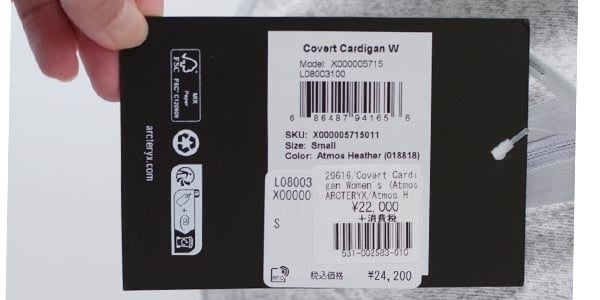 Covert Cardigan W
Model: X000005715
L08003100
6 86487 94165 6
SKU: X000005715011
Size: Small
Color: Atmos Heather (018818)
FSC
MIX
Paper
arcteryx.com
L08003
X00000
S
29616/Covert Cardi
gan Women's (Atmos
ARCTERYX/Atmos H
¥22,000
+消費税
531-002583-010
税込価格 ¥24,200